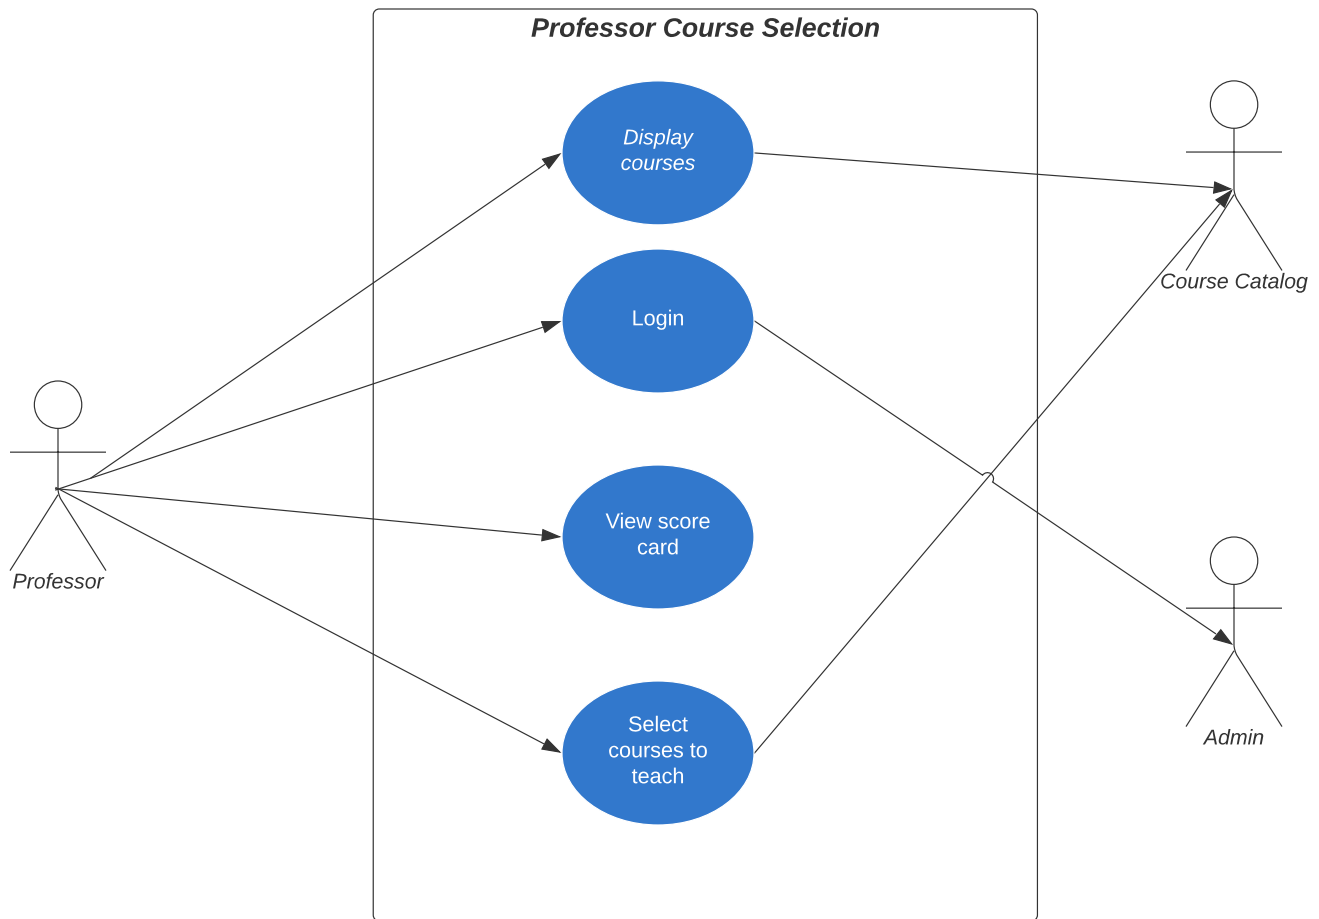 Professor Course Selection
Display
courses
Course Catalog
Login
Professor
View score
card
Select
courses to
teach
Admin